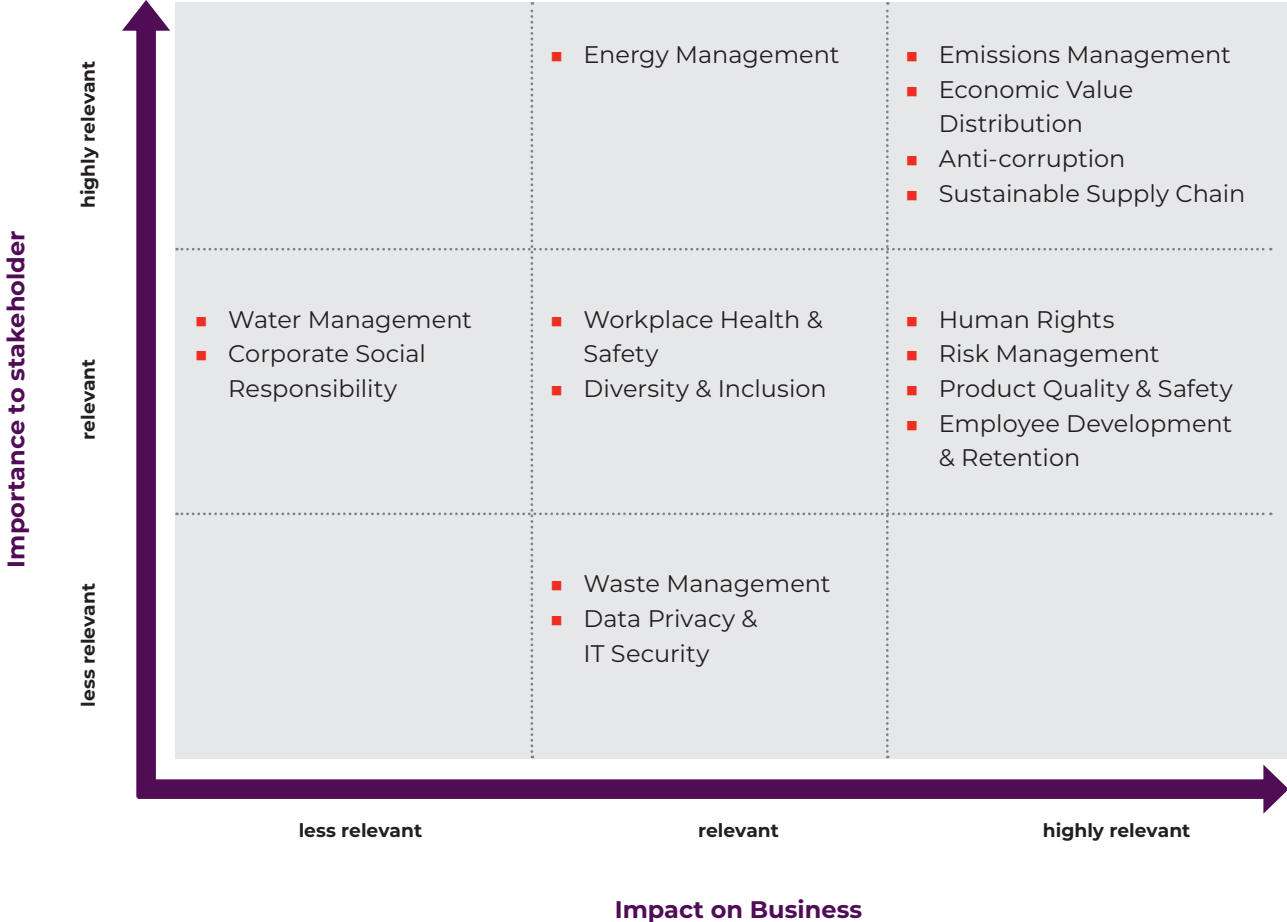 Importance to stakeholder
highly relevant
relevant
less relevant
Energy Management
Emissions Management
Economic Value
Distribution
Anti-corruption
Sustainable Supply Chain
Water Management
Corporate Social
Responsibility
Workplace Health &
Safety
Diversity & Inclusion
Human Rights
Risk Management
Product Quality & Safety
Employee Development
& Retention
Waste Management
Data Privacy &
IT Security
less relevant
relevant
highly relevant
Impact on Business